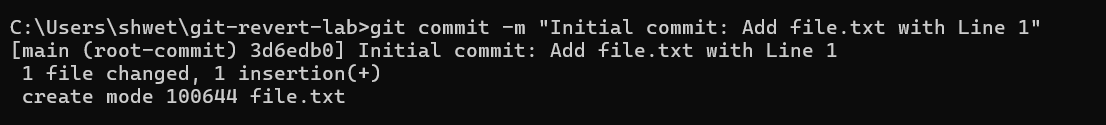 C:\Users\shwet\git-revert-lab>git commit -m "Initial commit: Add file.txt with Line 1"
[main (root-commit) 3d6edb0] Initial commit: Add file.txt with Line 1
 1 file changed, 1 insertion(+)
 create mode 100644 file.txt